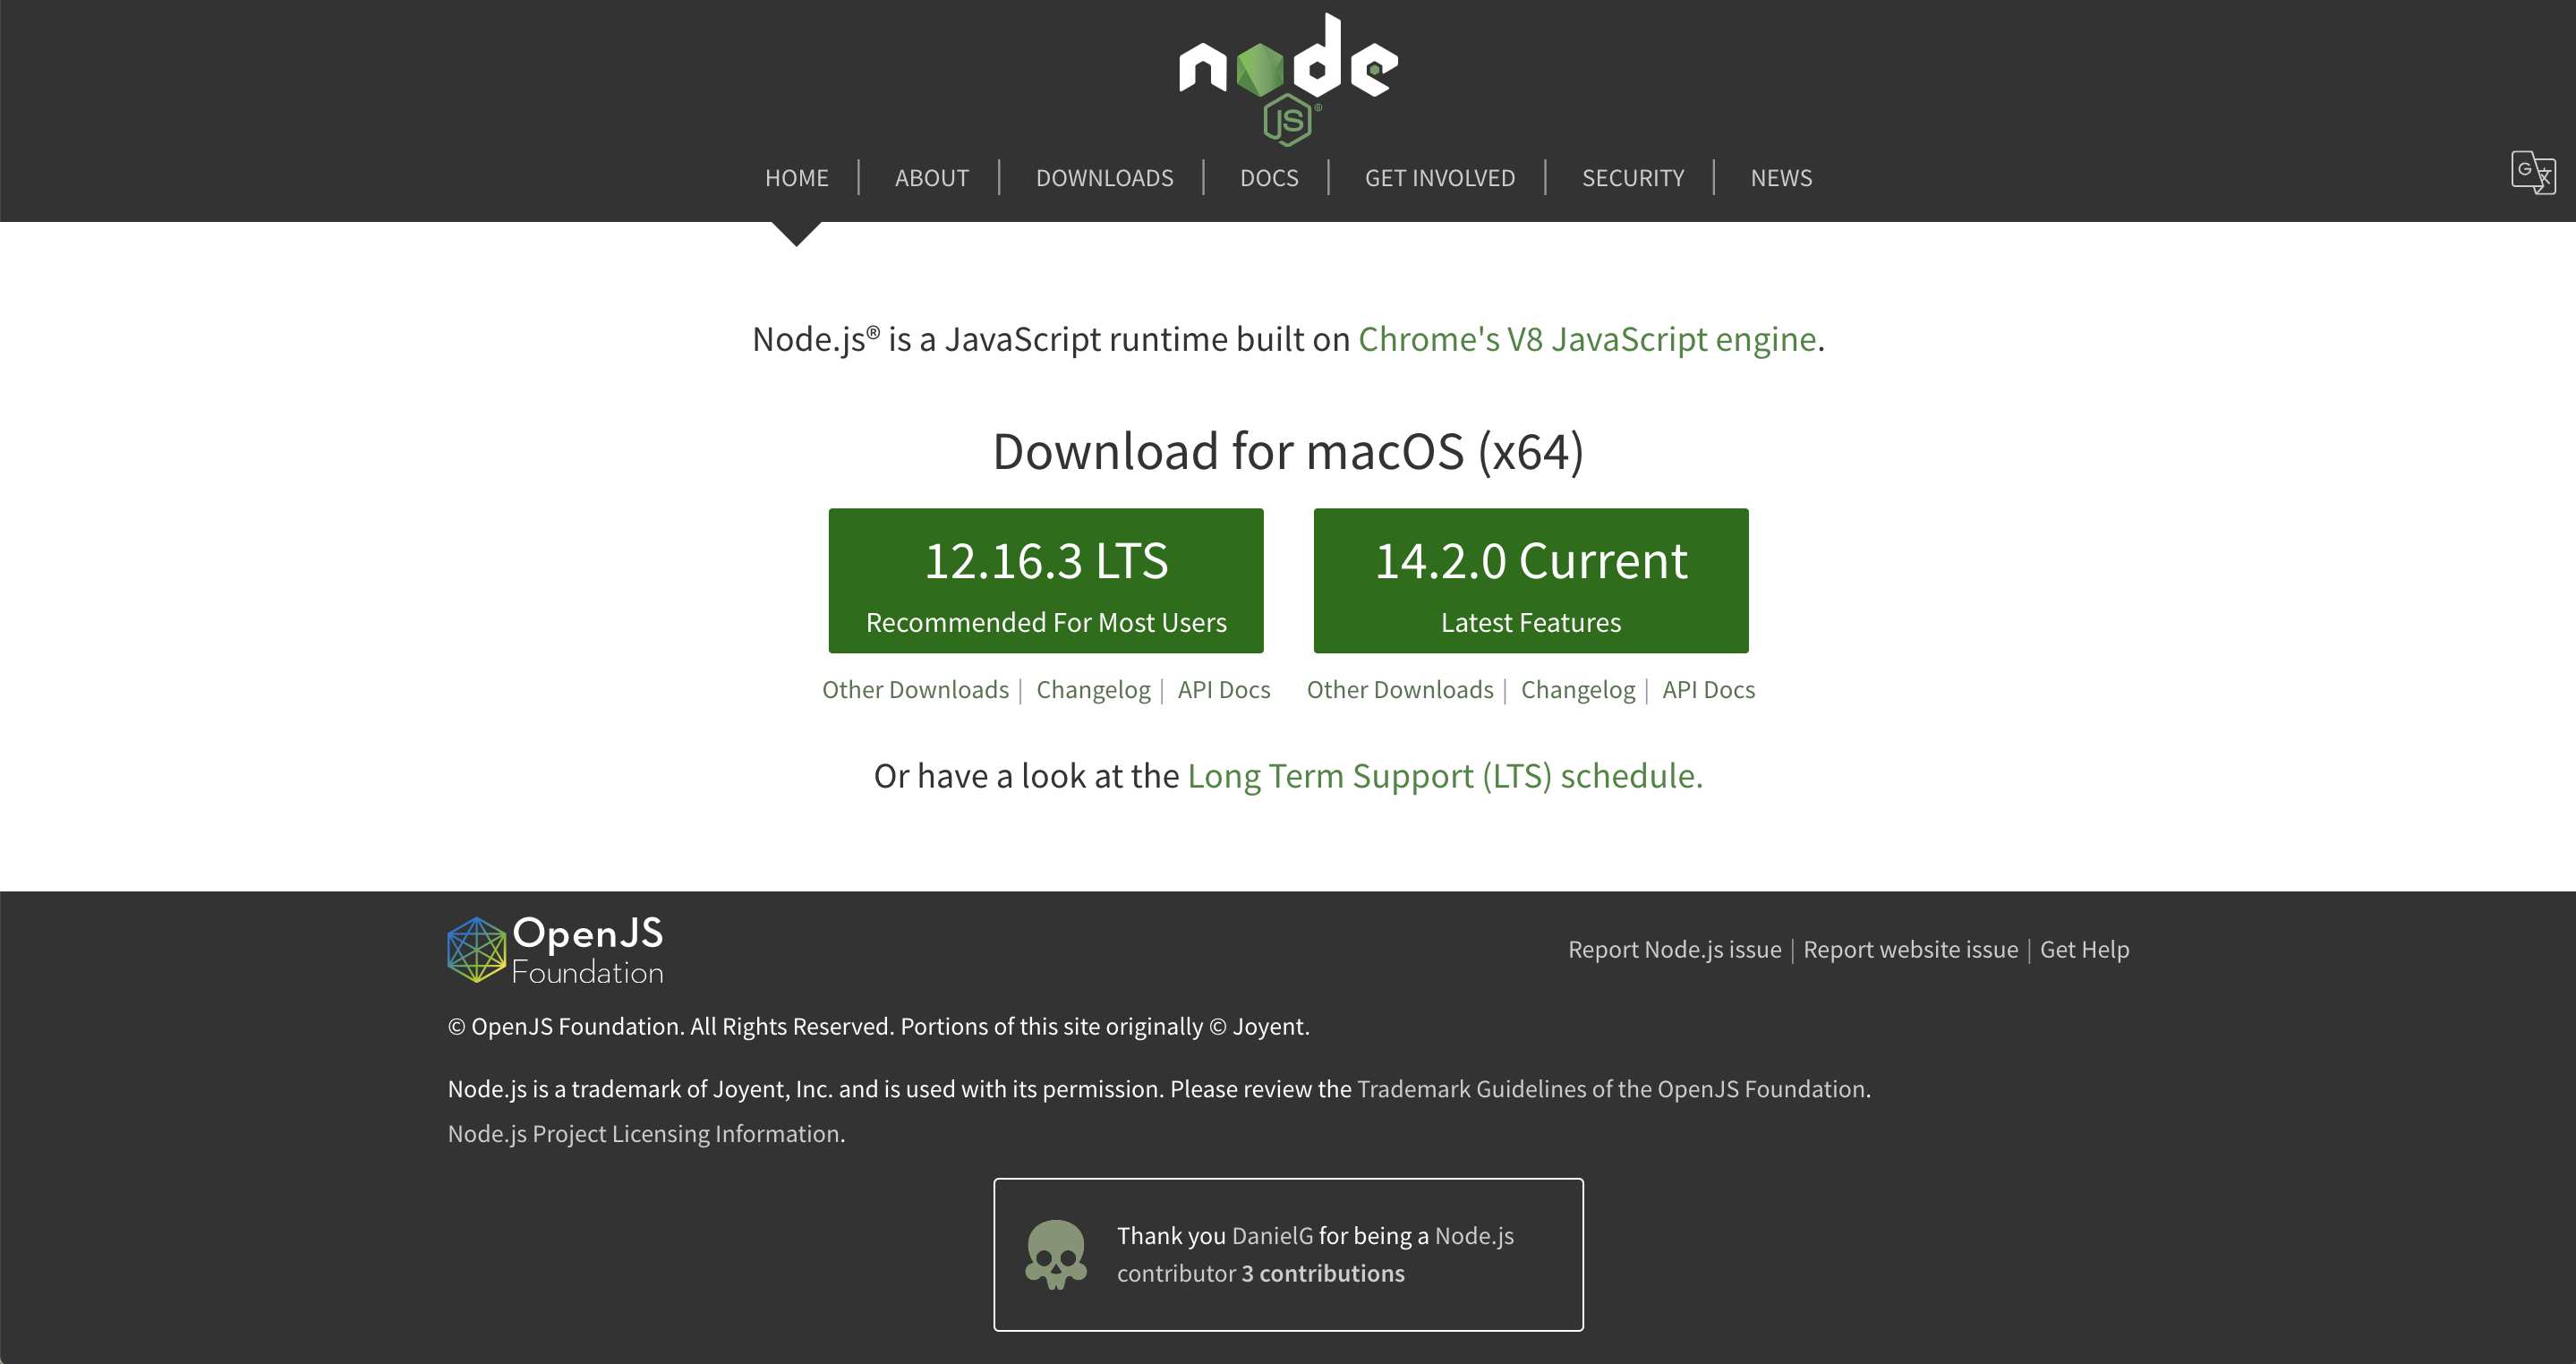 node
JS®
HOME | ABOUT | DOWNLOADS | DOCS | GET INVOLVED | SECURITY | NEWS
G文
Node.js® is a JavaScript runtime built on Chrome's V8 JavaScript engine.
Download for macOS (x64)
12.16.3 LTS
Recommended For Most Users
14.2.0 Current
Latest Features
Other Downloads | Changelog | API Docs
Other Downloads | Changelog | API Docs
Or have a look at the Long Term Support (LTS) schedule.
OpenJS
Foundation
Report Node.js issue | Report website issue | Get Help
© OpenJS Foundation. All Rights Reserved. Portions of this site originally © Joyent.
Node.js is a trademark of Joyent, Inc. and is used with its permission. Please review the Trademark Guidelines of the OpenJS Foundation.
Node.js Project Licensing Information.
Thank you DanielG for being a Node.js
contributor 3 contributions